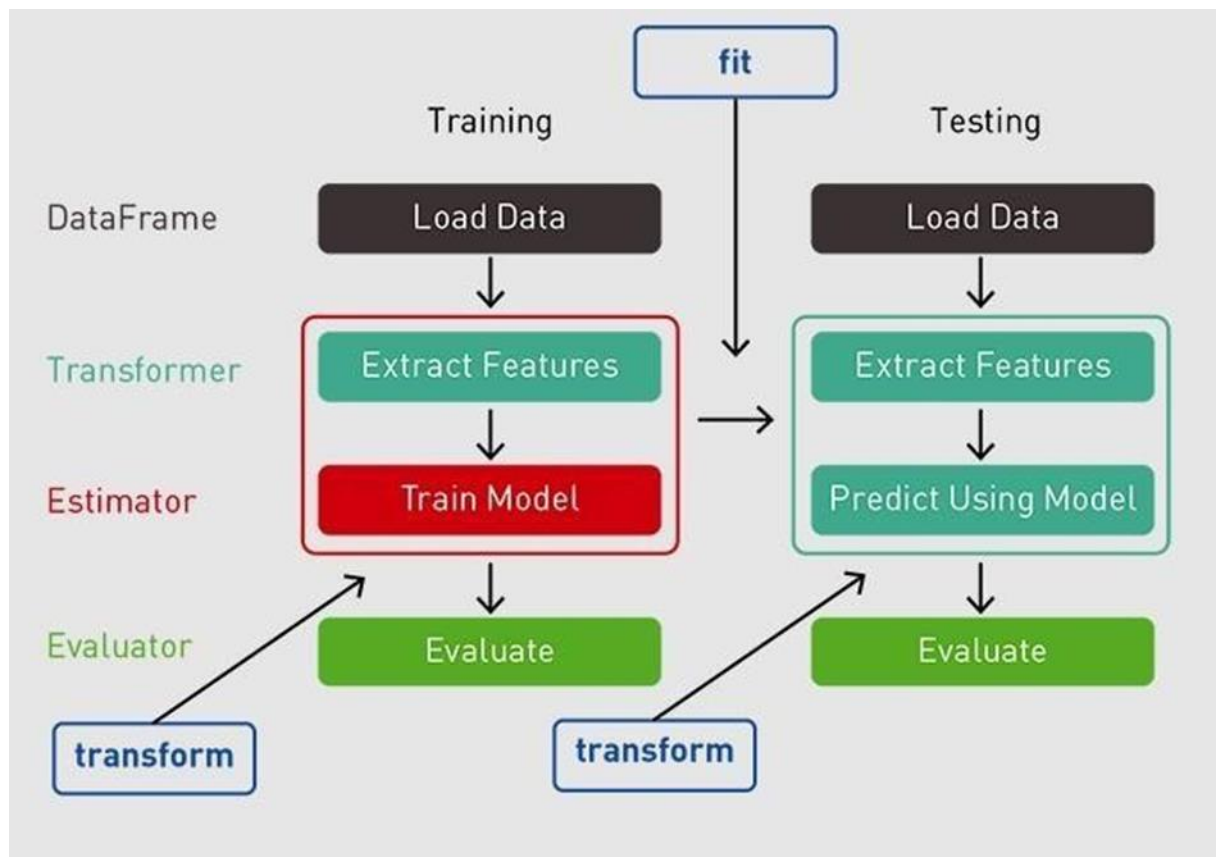 fit
Training
Testing
DataFrame
Load Data
Load Data
Transformer
Extract Features
Extract Features
Estimator
Train Model
Predict Using Model
Evaluator
Evaluate
Evaluate
transform
transform